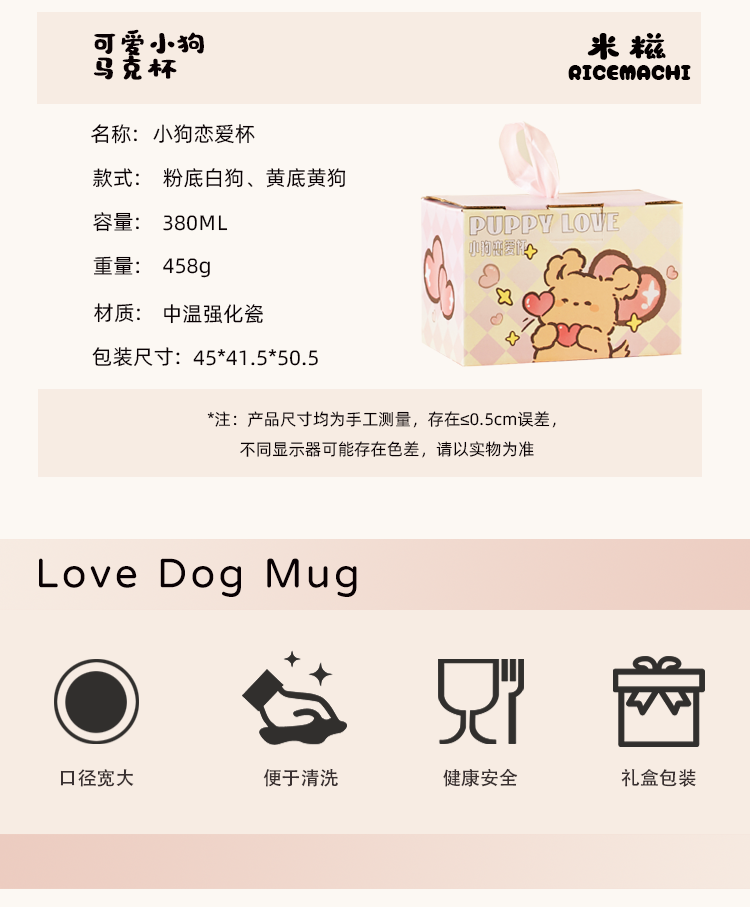 可爱小狗
马克杯
米糍
RICEMACHI
名称：小狗恋爱杯
款式：粉底白狗、黄底黄狗
容量：380ML
重量：458g
材质：中温强化瓷
包装尺寸：45*41.5*50.5
PUPPY LOVE
小狗恋爱杯
*注：产品尺寸均为手工测量，存在≤0.5cm误差，
不同显示器可能存在色差，请以实物为准
Love Dog Mug
口径宽大
便于清洗
健康安全
礼盒包装